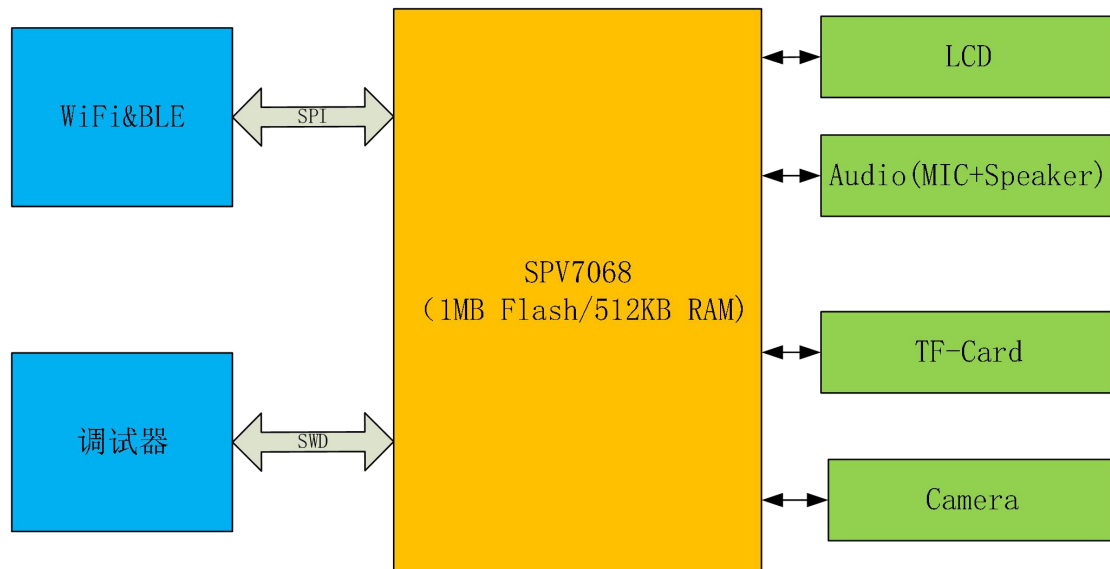 WiFi&BLE
SPI
调试器
SWD
SPV7068
（1MB Flash/512KB RAM)
LCD
Audio(MIC+Speaker)
TF-Card
Camera